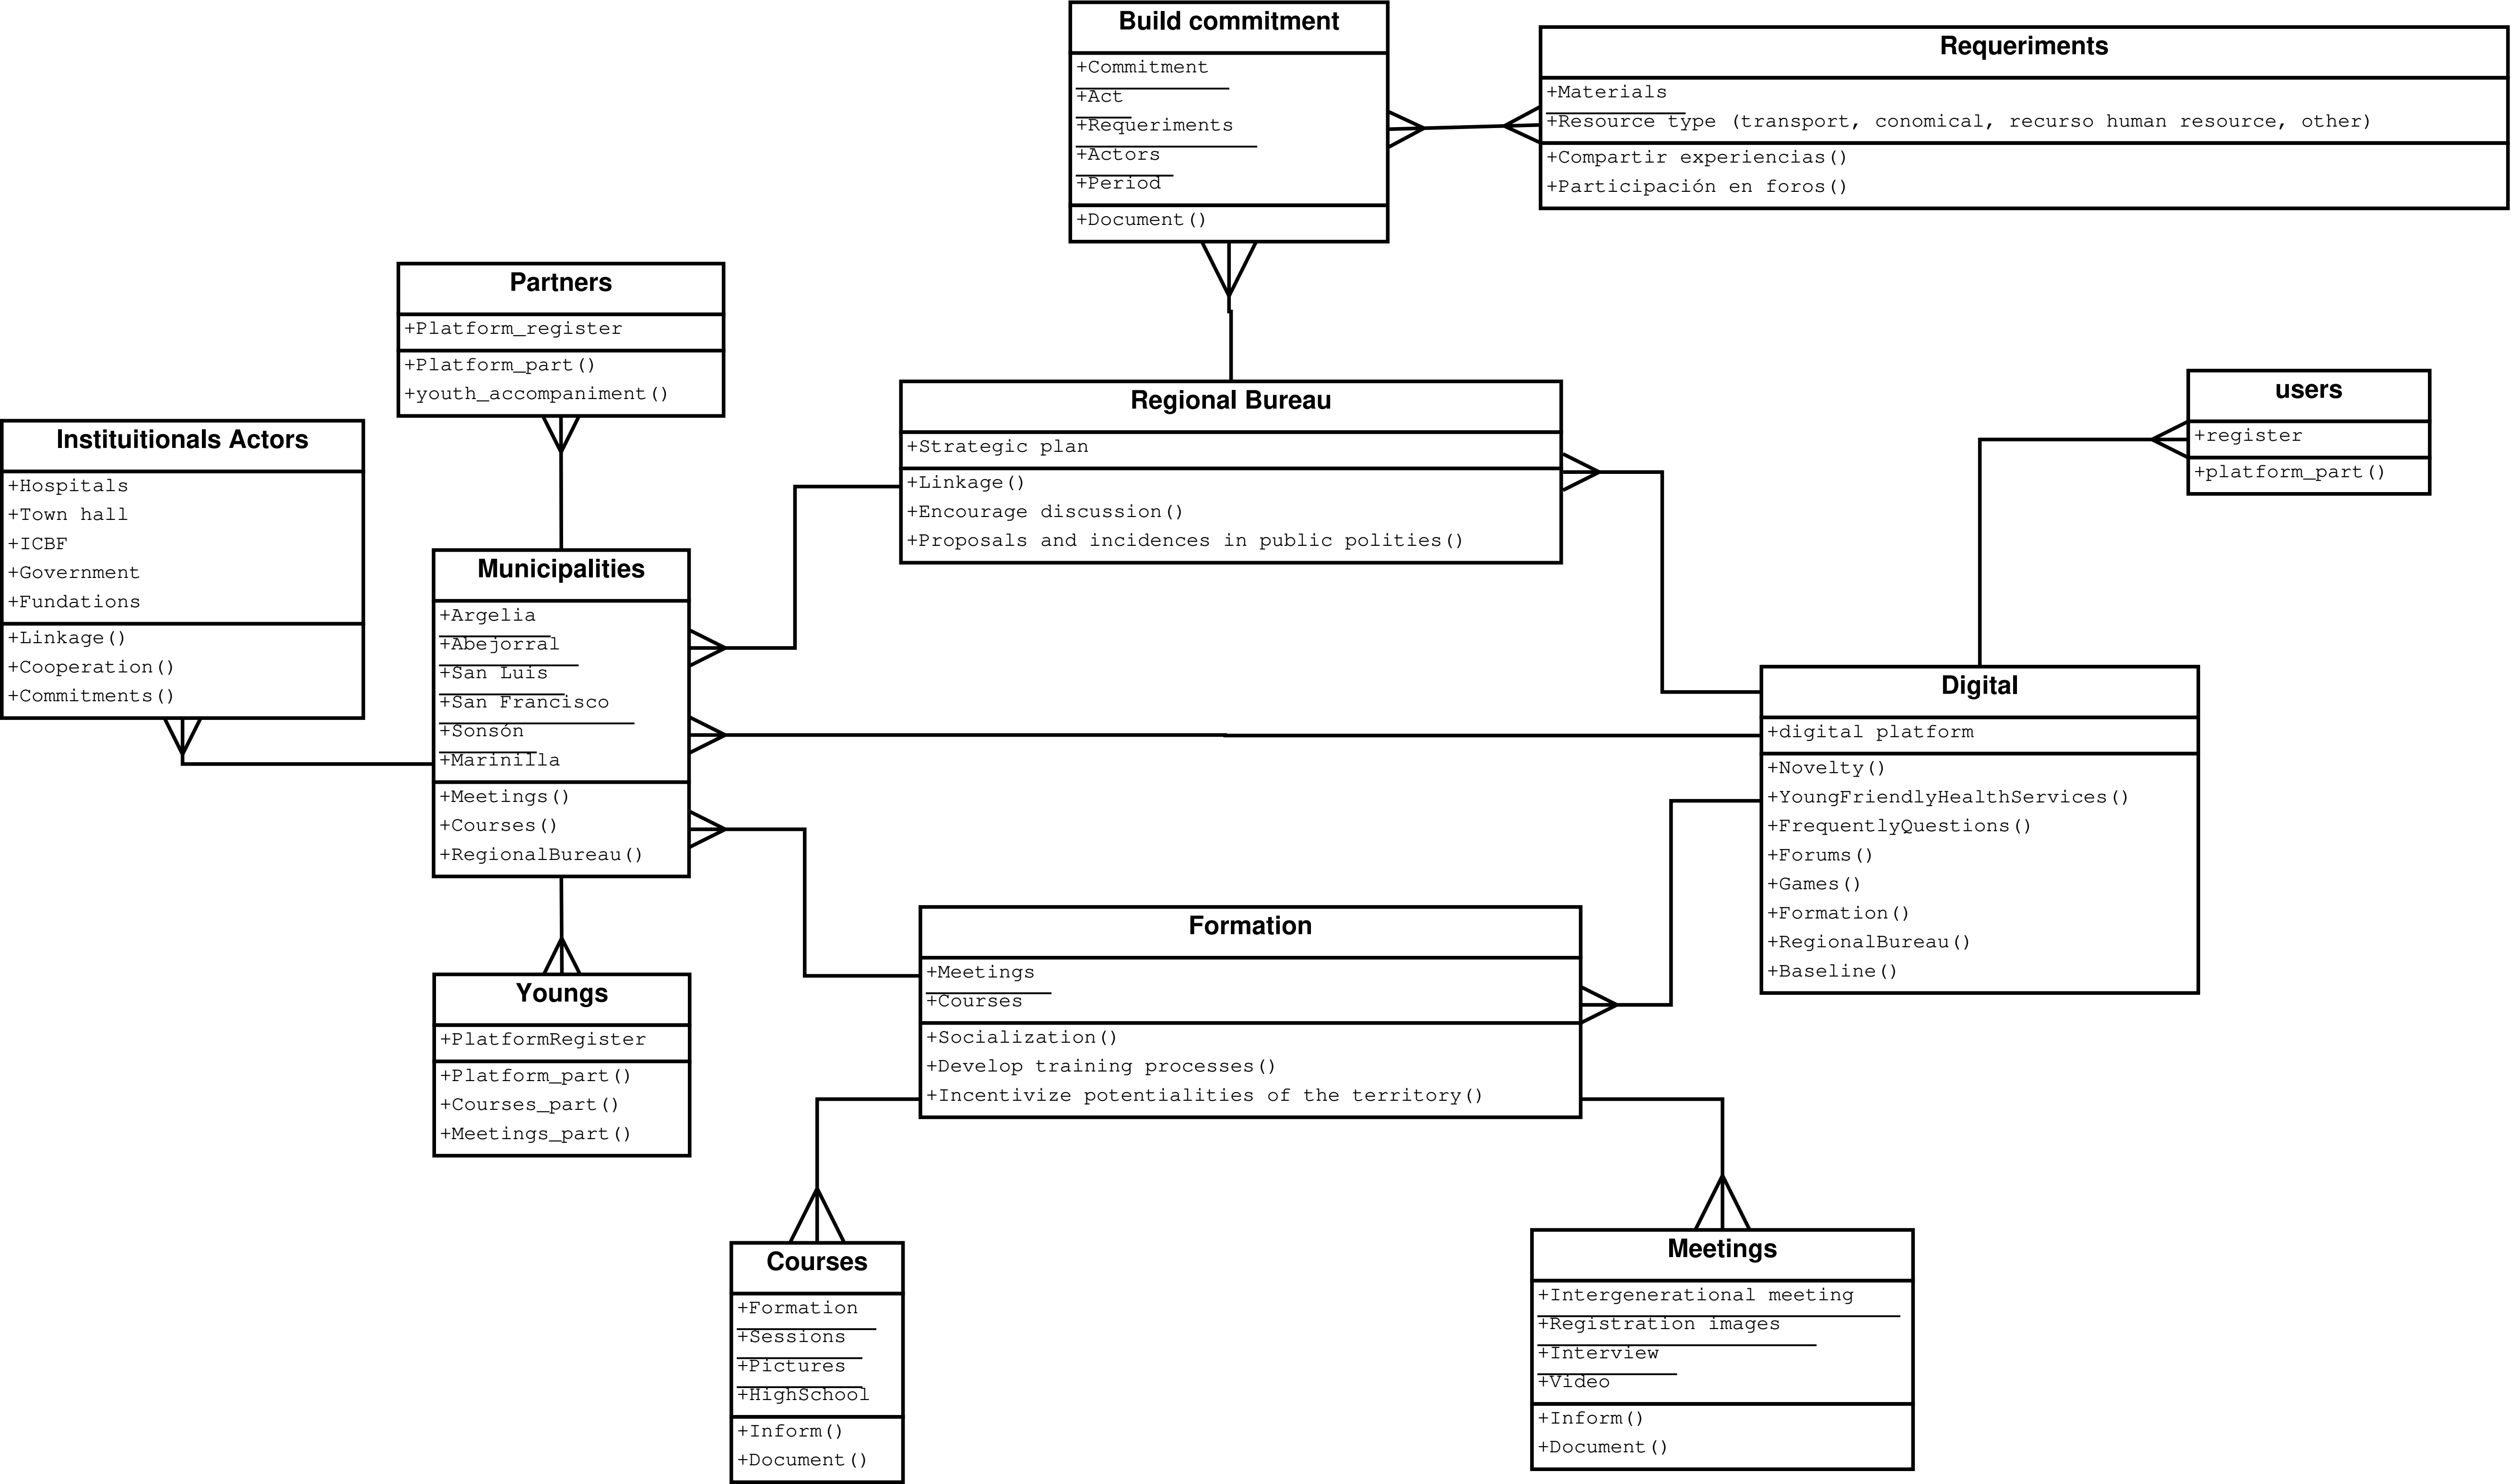 Build commitment
+Commitment
+Act
+Requeriments
+Actors
+Period
+Document()
Requeriments
+Materials
+Resource type (transport, conomical, recurso human resource, other)
+Compartir experiencias()
+Participación en foros()
Partners
+Platform_register
+Platform_part()
+youth_accompaniment()
Instituitionals Actors
+Hospitals
+Town hall
+ICBF
+Government
+Fundations
+Linkage()
+Cooperation()
+Commitments()
Regional Bureau
+Strategic plan
+Linkage()
+Encourage discussion()
+Proposals and incidences in public polities()
users
+register
+platform_part()
Municipalities
+Argelia
+Abejorral
+San Luis
+San Francisco
+Sonsón
+Marinilla
+Meetings()
+Courses()
+RegionalBureau()
Digital
+digital platform
+Novelty()
+YoungFriendlyHealthServices()
+FrequentlyQuestions()
+Forums()
+Games()
+Formation()
+RegionalBureau()
+Baseline()
Formation
+Meetings
+Courses
+Socialization()
+Develop training processes()
+Incentivize potentialities of the territory()
Youngs
+PlatformRegister
+Platform_part()
+Courses_part()
+Meetings_part()
Courses
+Formation
+Sessions
+Pictures
+HighSchool
+Inform()
+Document()
Meetings
+Intergenerational meeting
+Registration images
+Interview
+Video
+Inform()
+Document()